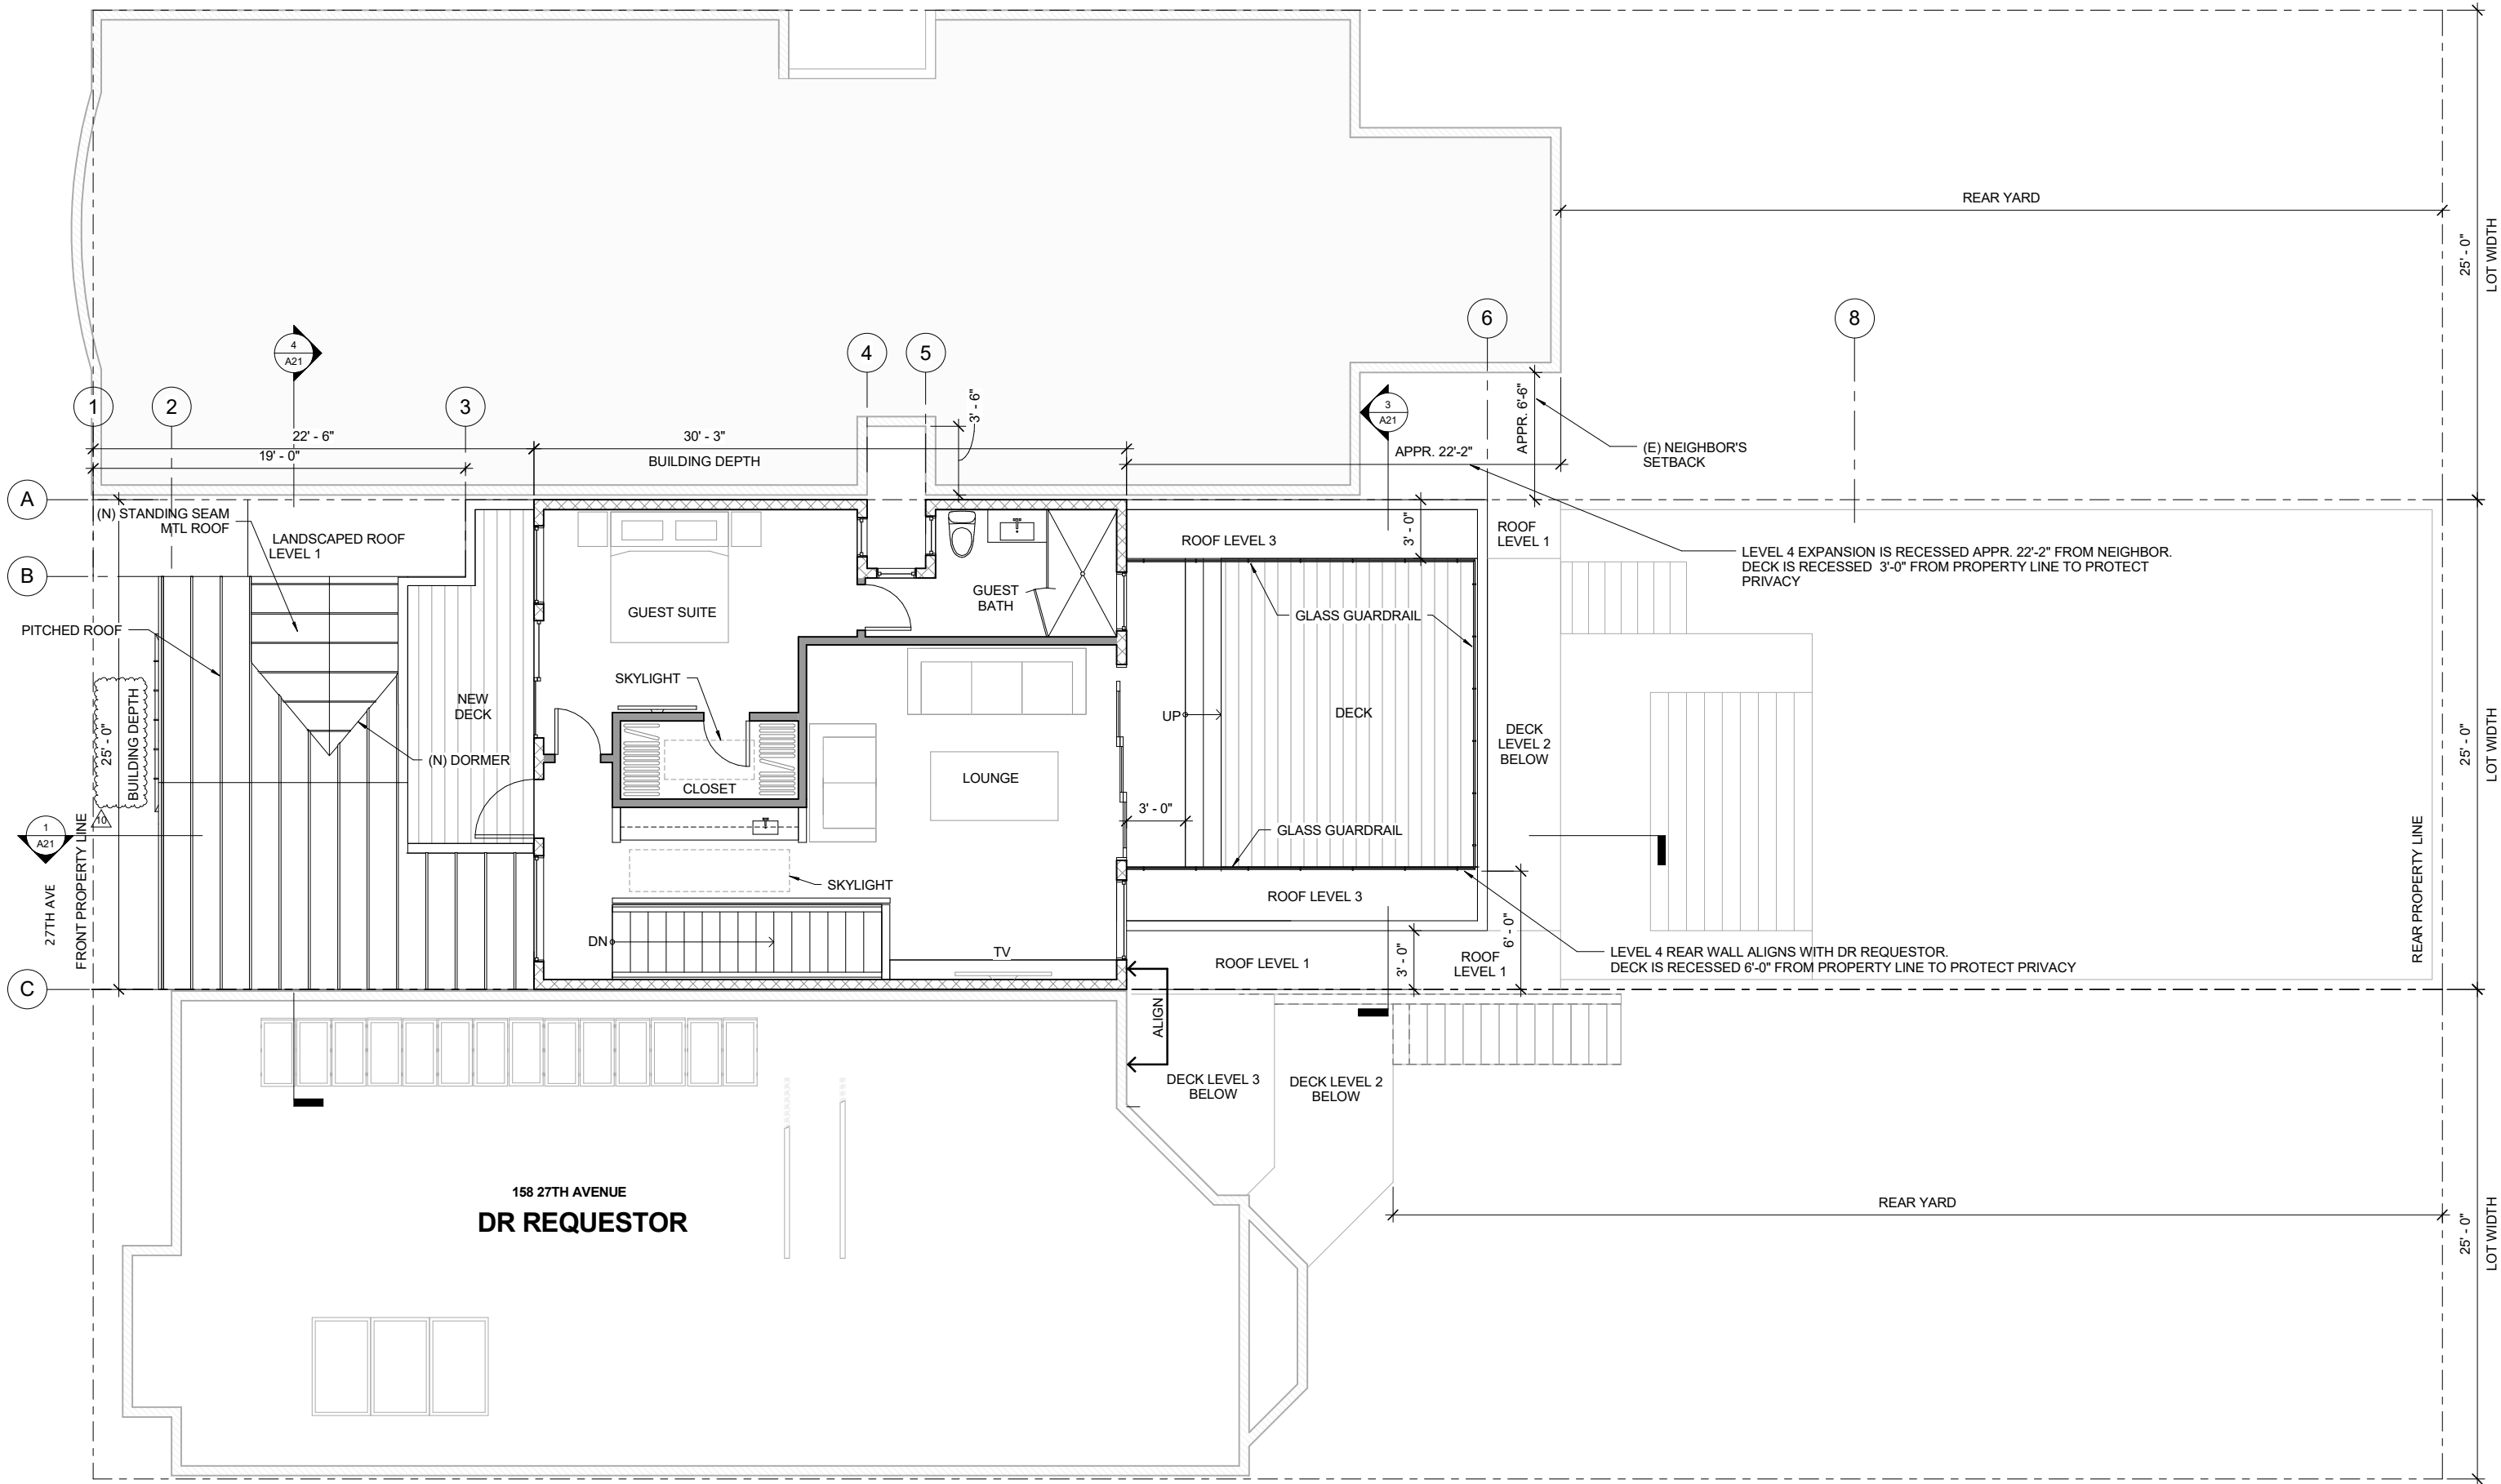 REAR YARD
25' - 0"
LOT WIDTH
6
8
4
A21
4
5
3
A21
1
2
3
3' - 6"
APPR. 6'-6"
22' - 6"
30' - 3"
19' - 0"
BUILDING DEPTH
APPR. 22'-2"
(E) NEIGHBOR'S
SETBACK
A
(N) STANDING SEAM
MTL ROOF
LANDSCAPED ROOF
LEVEL 1
3' - 0"
ROOF LEVEL 3
ROOF
LEVEL 1
LEVEL 4 EXPANSION IS RECESSED APPR. 22'-2" FROM NEIGHBOR.
DECK IS RECESSED 3'-0" FROM PROPERTY LINE TO PROTECT
PRIVACY
B
GUEST SUITE
GUEST
BATH
GLASS GUARDRAIL
PITCHED ROOF
SKYLIGHT
NEW
DECK
UP
DECK
DECK
LEVEL 2
BELOW
25' - 0"
LOT WIDTH
25' - 0"
BUILDING DEPTH
(N) DORMER
LOUNGE
CLOSET
3' - 0"
10
1
A21
GLASS GUARDRAIL
27TH AVE
FRONT PROPERTY LINE
REAR PROPERTY LINE
SKYLIGHT
ROOF LEVEL 3
DN
TV
6' - 0"
3' - 0"
ROOF LEVEL 1
ROOF
LEVEL 1
LEVEL 4 REAR WALL ALIGNS WITH DR REQUESTOR.
DECK IS RECESSED 6'-0" FROM PROPERTY LINE TO PROTECT PRIVACY
C
ALIGN
DECK LEVEL 3
BELOW
DECK LEVEL 2
BELOW
158 27TH AVENUE
DR REQUESTOR
REAR YARD
25' - 0"
LOT WIDTH